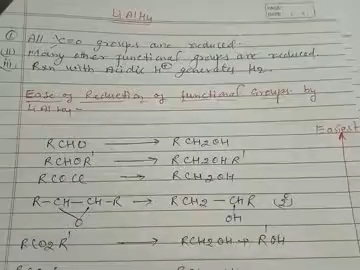 LiAlH4
(i) All >C=O groups are reduced.
(ii) Many other functional groups are reduced.
(iii) Rxn with Acidic H⊕ generates H2.
Ease of Reduction of functional Groups by
LiAlH4:-
Easiest
RCHO → RCH2OH
RCHOR' → RCH2OHR'
RCOCl → RCH2OH
R-CH-CH-R → RCH2-CHR (2°)
O OH
RCO2R' → RCH2OH + R'OH